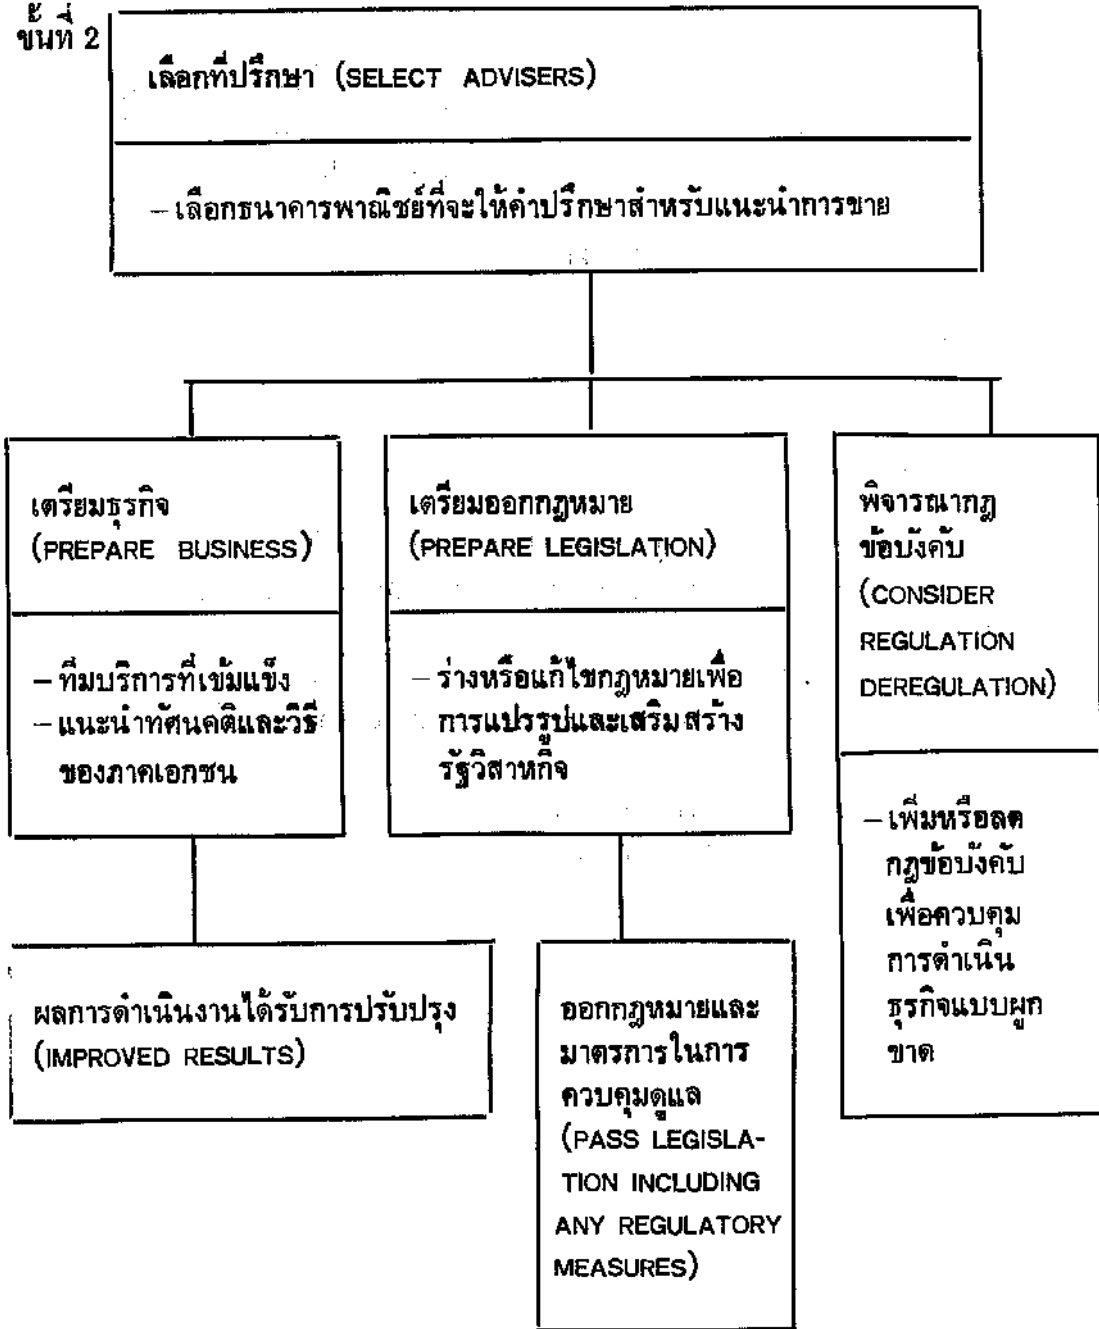 ขั้นที่ 2
เลือกที่ปรึกษา (SELECT ADVISERS)
– เลือกธนาคารพาณิชย์ที่จะให้คำปรึกษาสำหรับแนะนำการขาย
เตรียมธุรกิจ
(PREPARE BUSINESS)
– ทีมบริการที่เข้มแข็ง
– แนะนำทัศนคติและวิธี
ของภาคเอกชน
เตรียมออกกฎหมาย
(PREPARE LEGISLATION)
– ร่างหรือแก้ไขกฎหมายเพื่อ
การแปรรูปและเสริมสร้าง
รัฐวิสาหกิจ
พิจารณากฎ
ข้อบังคับ
(CONSIDER
REGULATION
DEREGULATION)
– เพิ่มหรือลด
กฎข้อบังคับ
เพื่อควบคุม
การดำเนิน
ธุรกิจแบบผูก
ขาด
ผลการดำเนินงานได้รับการปรับปรุง
(IMPROVED RESULTS)
ออกกฎหมายและ
มาตรการในการ
ควบคุมดูแล
(PASS LEGISLA-
TION INCLUDING
ANY REGULATORY
MEASURES)